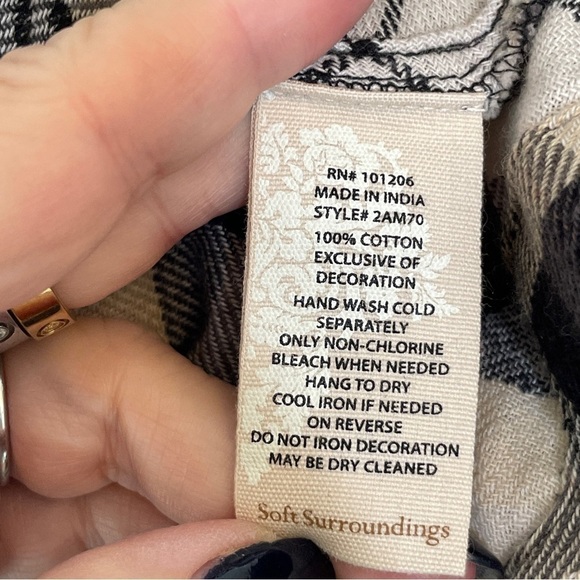 RN# 101206
MADE IN INDIA
STYLE# 2AM70
100% COTTON
EXCLUSIVE OF
DECORATION
HAND WASH COLD
SEPARATELY
ONLY NON-CHLORINE
BLEACH WHEN NEEDED
HANG TO DRY
COOL IRON IF NEEDED
ON REVERSE
DO NOT IRON DECORATION
MAY BE DRY CLEANED
Soft Surroundings